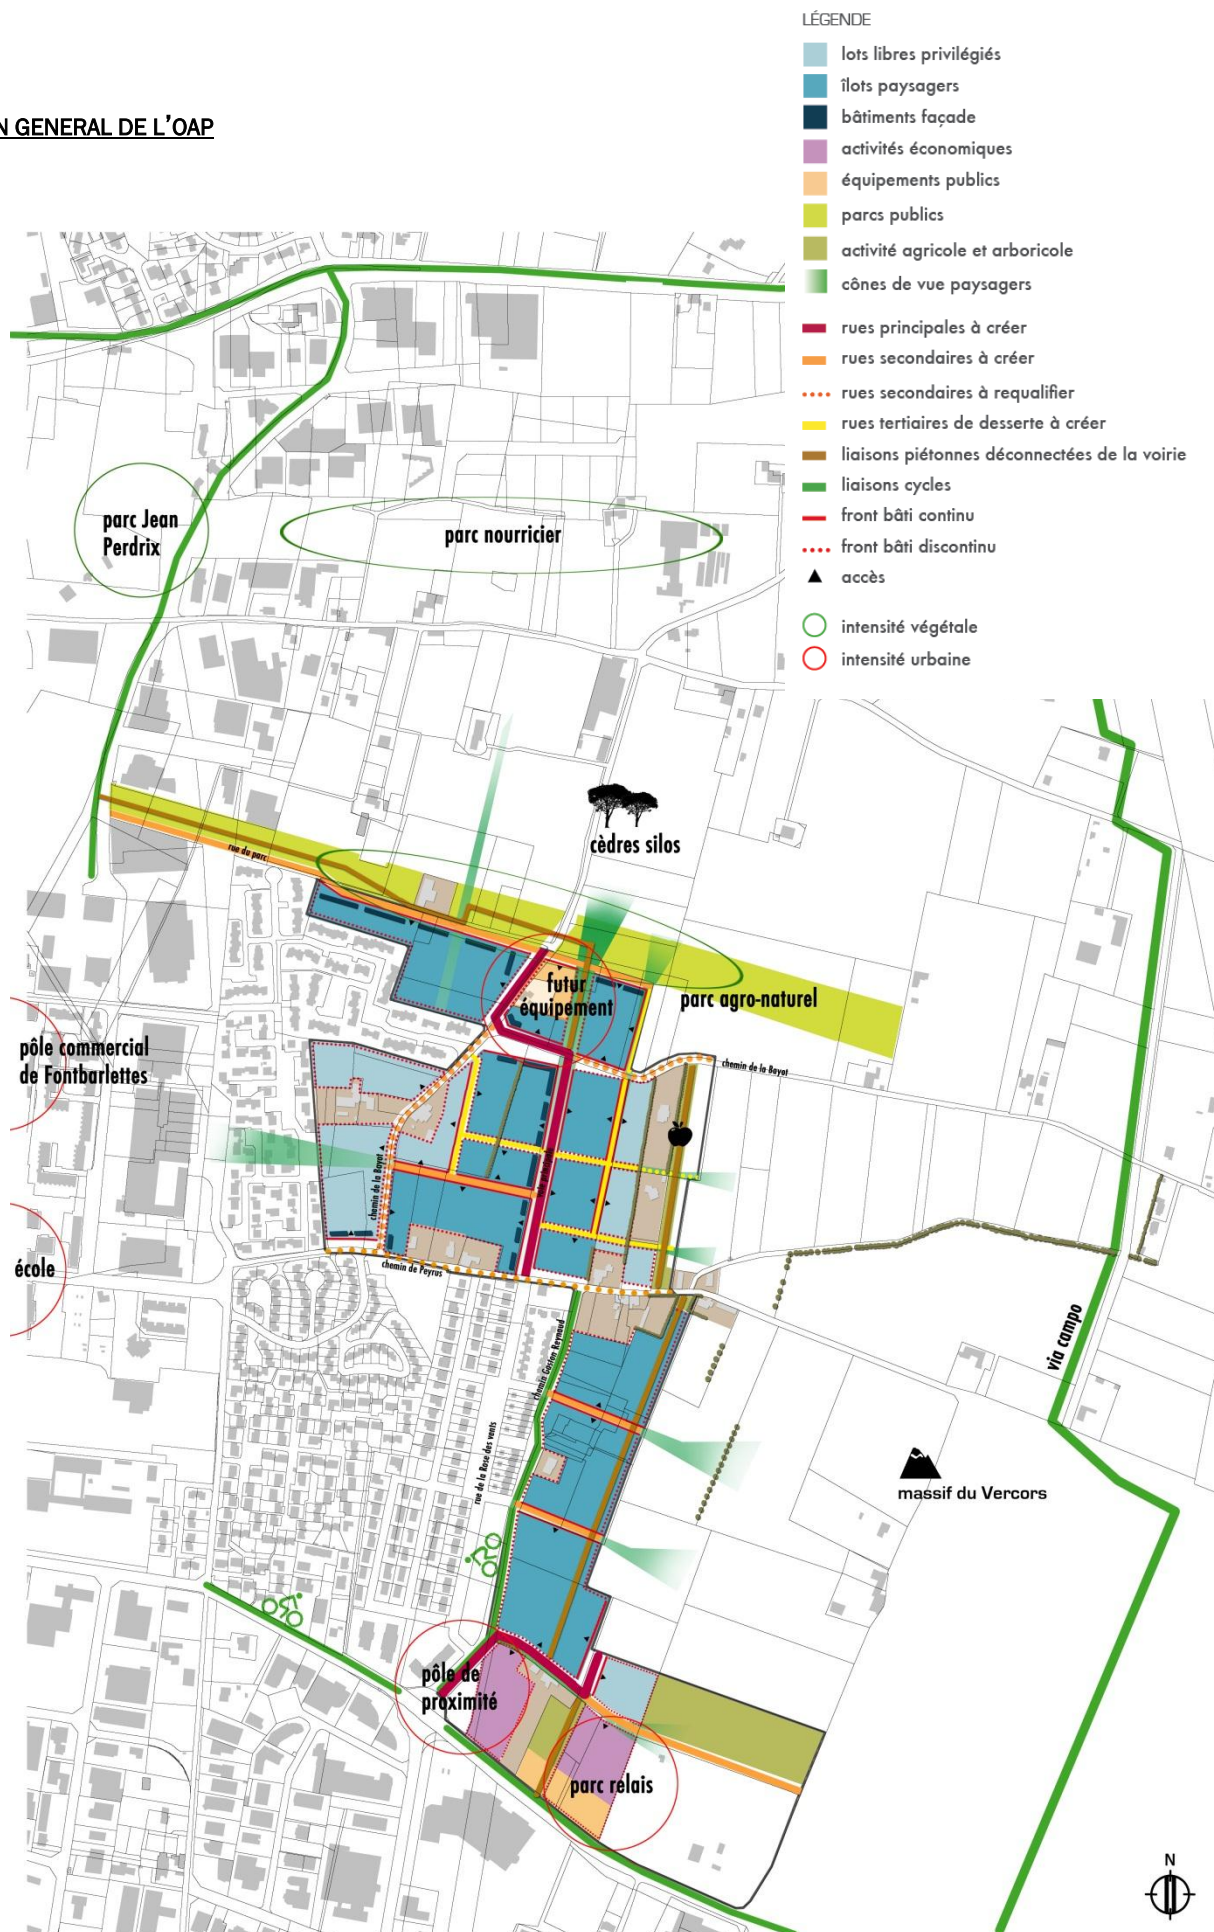 LÉGENDE
lots libres privilégiés
îlots paysagers
bâtiments façade
activités économiques
équipements publics
parcs publics
activité agricole et arboricole
cônes de vue paysagers
rues principales à créer
rues secondaires à créer
rues secondaires à requalifier
rues tertiaires de desserte à créer
liaisons piétonnes déconnectées de la voirie
liaisons cycles
front bâti continu
front bâti discontinu
accès
intensité végétale
intensité urbaine
N GENERAL DE L'OAP
parc Jean
Perdrix
parc nourricier
cèdres silos
rue du parc
futur
équipement
parc agro-naturel
pôle commercial
de Fontbarlettes
chemin de la Bayot
chemin de la Bayot
école
chemin de Peyrus
chemin Gaston Reynaud
via campo
rue de la Rose des vents
massif du Vercors
pôle de
proximité
parc relais
N